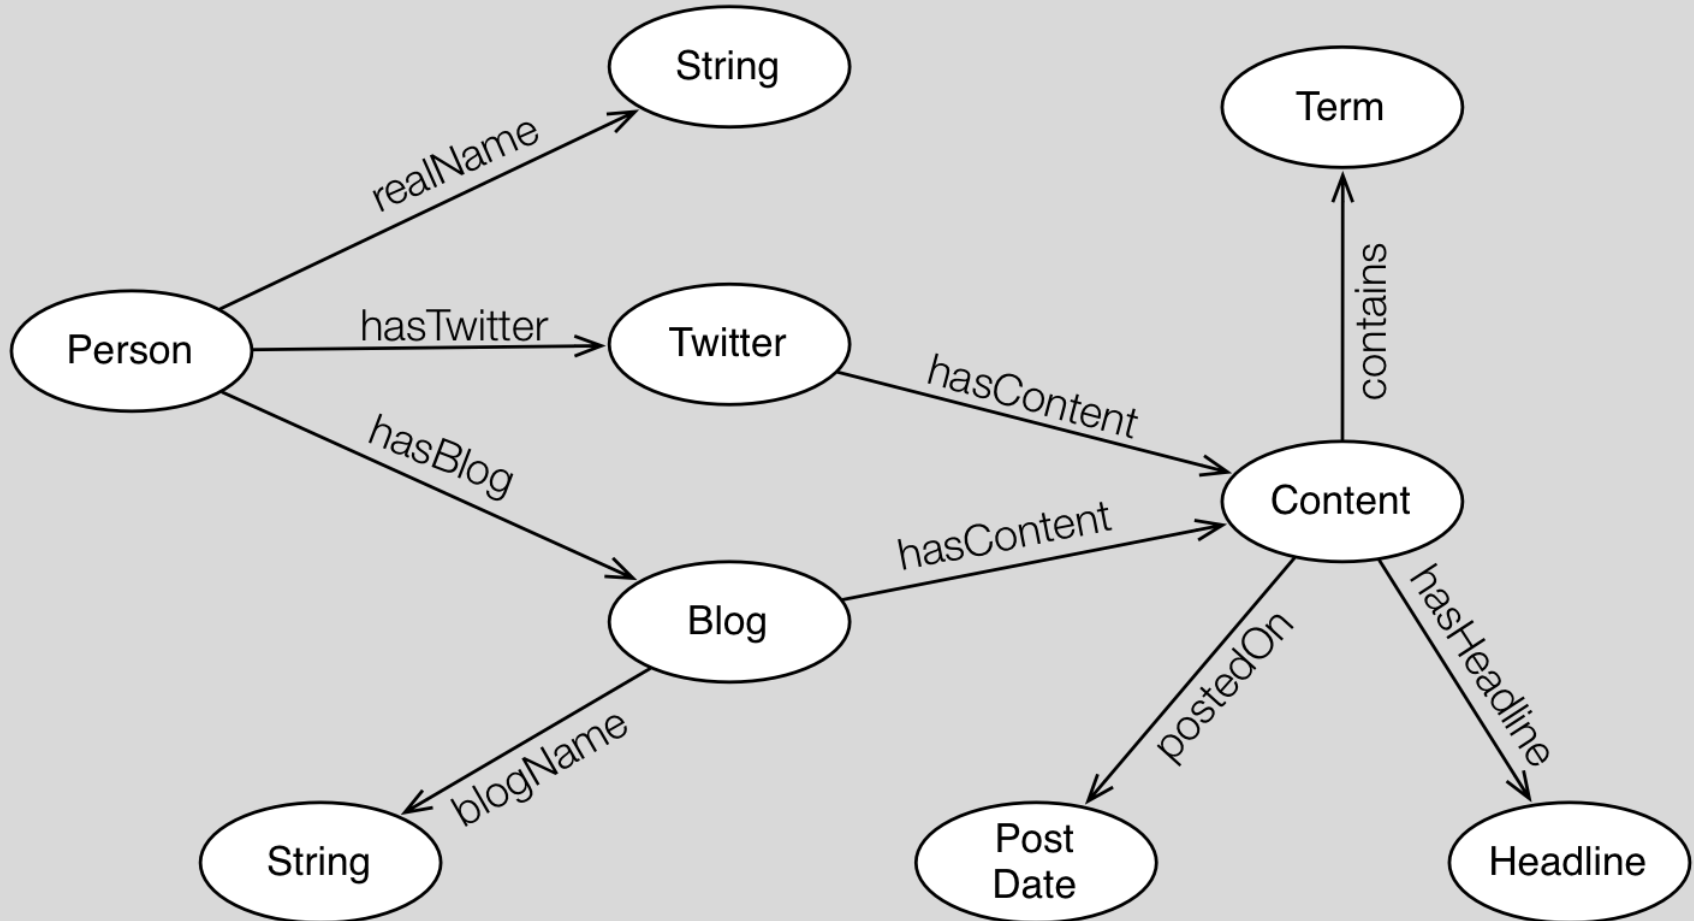 String
Term
realName
contains
Person
hasTwitter
Twitter
hasContent
hasBlog
Content
hasContent
Blog
postedOn
hasHeadline
blogName
String
Post
Date
Headline